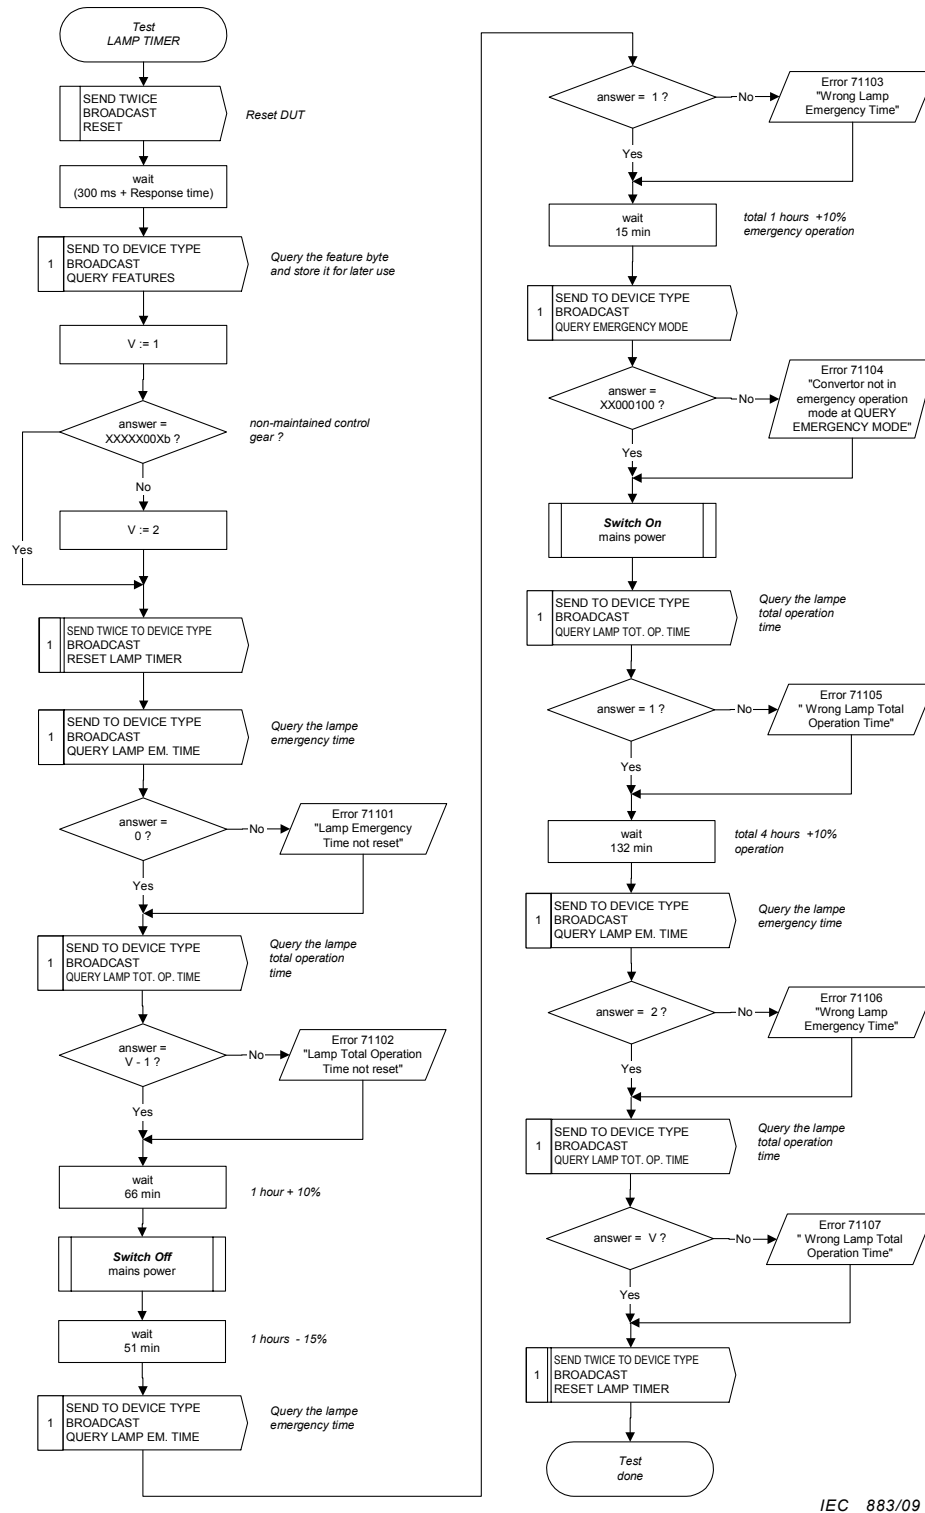 Test
LAMP TIMER
SEND TWICE
BROADCAST
RESET
Reset DUT
wait
(300 ms + Response time)
1
SEND TO DEVICE TYPE
BROADCAST
QUERY FEATURES
Query the feature byte
and store it for later use
V := 1
answer =
XXXXX00Xb ?
non-maintained control
gear ?
No
V := 2
Yes
1
SEND TWICE TO DEVICE TYPE
BROADCAST
RESET LAMP TIMER
1
SEND TO DEVICE TYPE
BROADCAST
QUERY LAMP EM. TIME
Query the lampe
emergency time
answer =
0 ?
No
Error 71101
"Lamp Emergency
Time not reset"
Yes
1
SEND TO DEVICE TYPE
BROADCAST
QUERY LAMP TOT. OP. TIME
Query the lampe
total operation
time
answer =
V - 1 ?
No
Error 71102
"Lamp Total Operation
Time not reset"
Yes
wait
66 min
1 hour + 10%
Switch Off
mains power
wait
51 min
1 hours - 15%
1
SEND TO DEVICE TYPE
BROADCAST
QUERY LAMP EM. TIME
Query the lampe
emergency time
answer = 1 ?
No
Error 71103
"Wrong Lamp
Emergency Time"
Yes
wait
15 min
total 1 hours +10%
emergency operation
1
SEND TO DEVICE TYPE
BROADCAST
QUERY EMERGENCY MODE
answer =
XX000100 ?
No
Error 71104
"Convertor not in
emergency operation
mode at QUERY
EMERGENCY MODE"
Yes
Switch On
mains power
1
SEND TO DEVICE TYPE
BROADCAST
QUERY LAMP TOT. OP. TIME
Query the lampe
total operation
time
answer = 1 ?
No
Error 71105
" Wrong Lamp Total
Operation Time"
Yes
wait
132 min
total 4 hours +10%
operation
1
SEND TO DEVICE TYPE
BROADCAST
QUERY LAMP EM. TIME
Query the lampe
emergency time
answer = 2 ?
No
Error 71106
"Wrong Lamp
Emergency Time"
Yes
1
SEND TO DEVICE TYPE
BROADCAST
QUERY LAMP TOT. OP. TIME
Query the lampe
total operation
time
answer = V ?
No
Error 71107
" Wrong Lamp Total
Operation Time"
Yes
1
SEND TWICE TO DEVICE TYPE
BROADCAST
RESET LAMP TIMER
Test
done
IEC 883/09